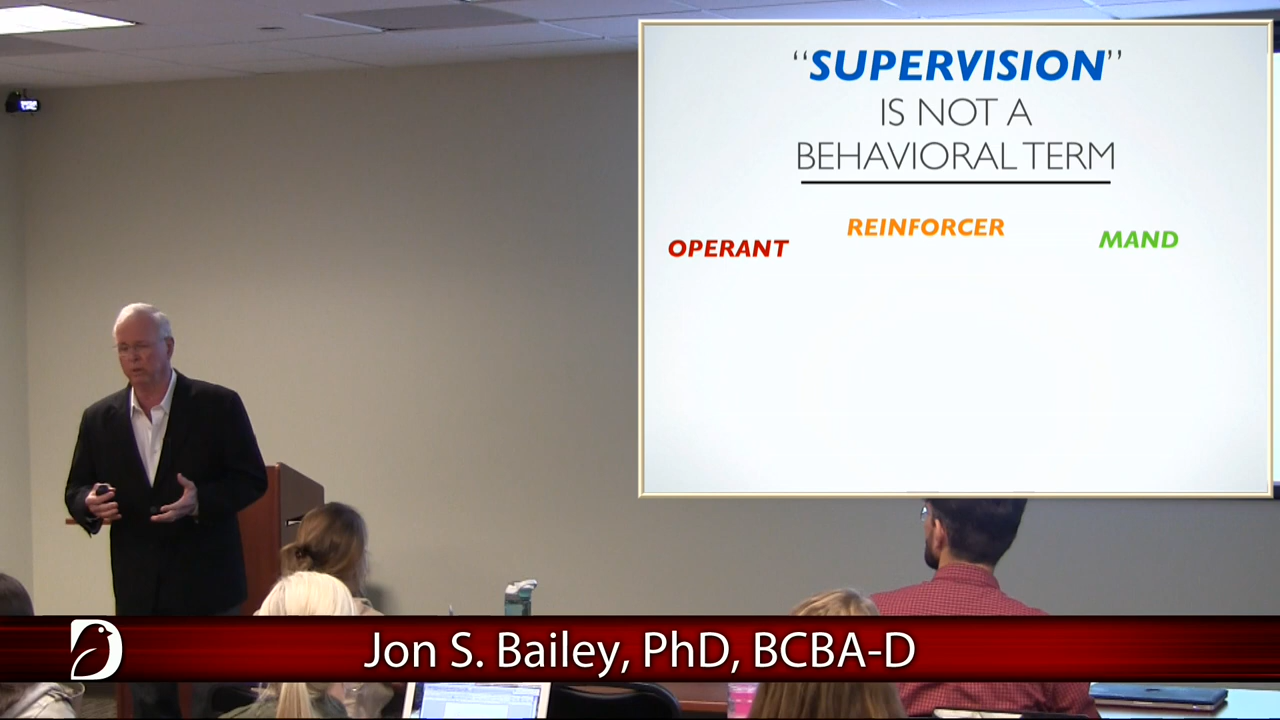 “SUPERVISION”
IS NOT A
BEHAVIORAL TERM
OPERANT
REINFORCER
MAND
Jon S. Bailey, PhD, BCBA-D